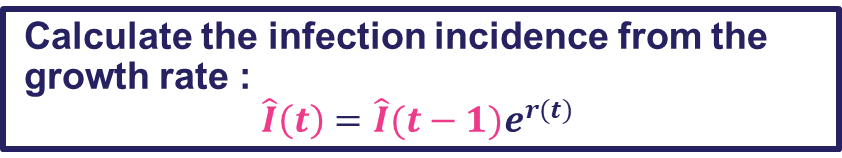 Calculate the infection incidence from the
growth rate :
Î(t) = Î(t − 1)e^{r(t)}